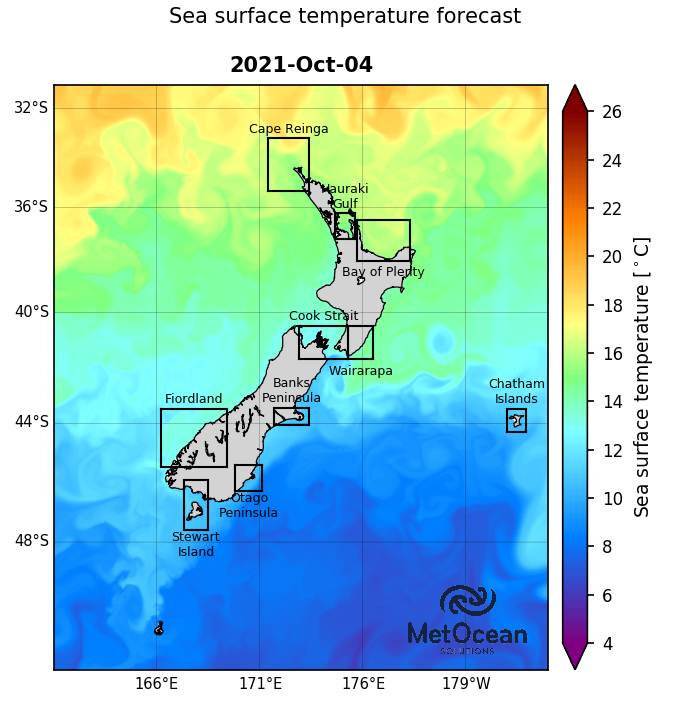 Sea surface temperature forecast
2021-Oct-04
32°S
36°S
40°S
44°S
48°S
166°E
171°E
176°E
179°W
Cape Reinga
Hauraki
Gulf
Bay of Plenty
Cook Strait
Wairarapa
Banks
Peninsula
Fiordland
Chatham
Islands
Otago
Peninsula
Stewart
Island
MetOcean
SOLUTIONS
26
24
22
20
18
16
14
12
10
8
6
4
Sea surface temperature [°C]